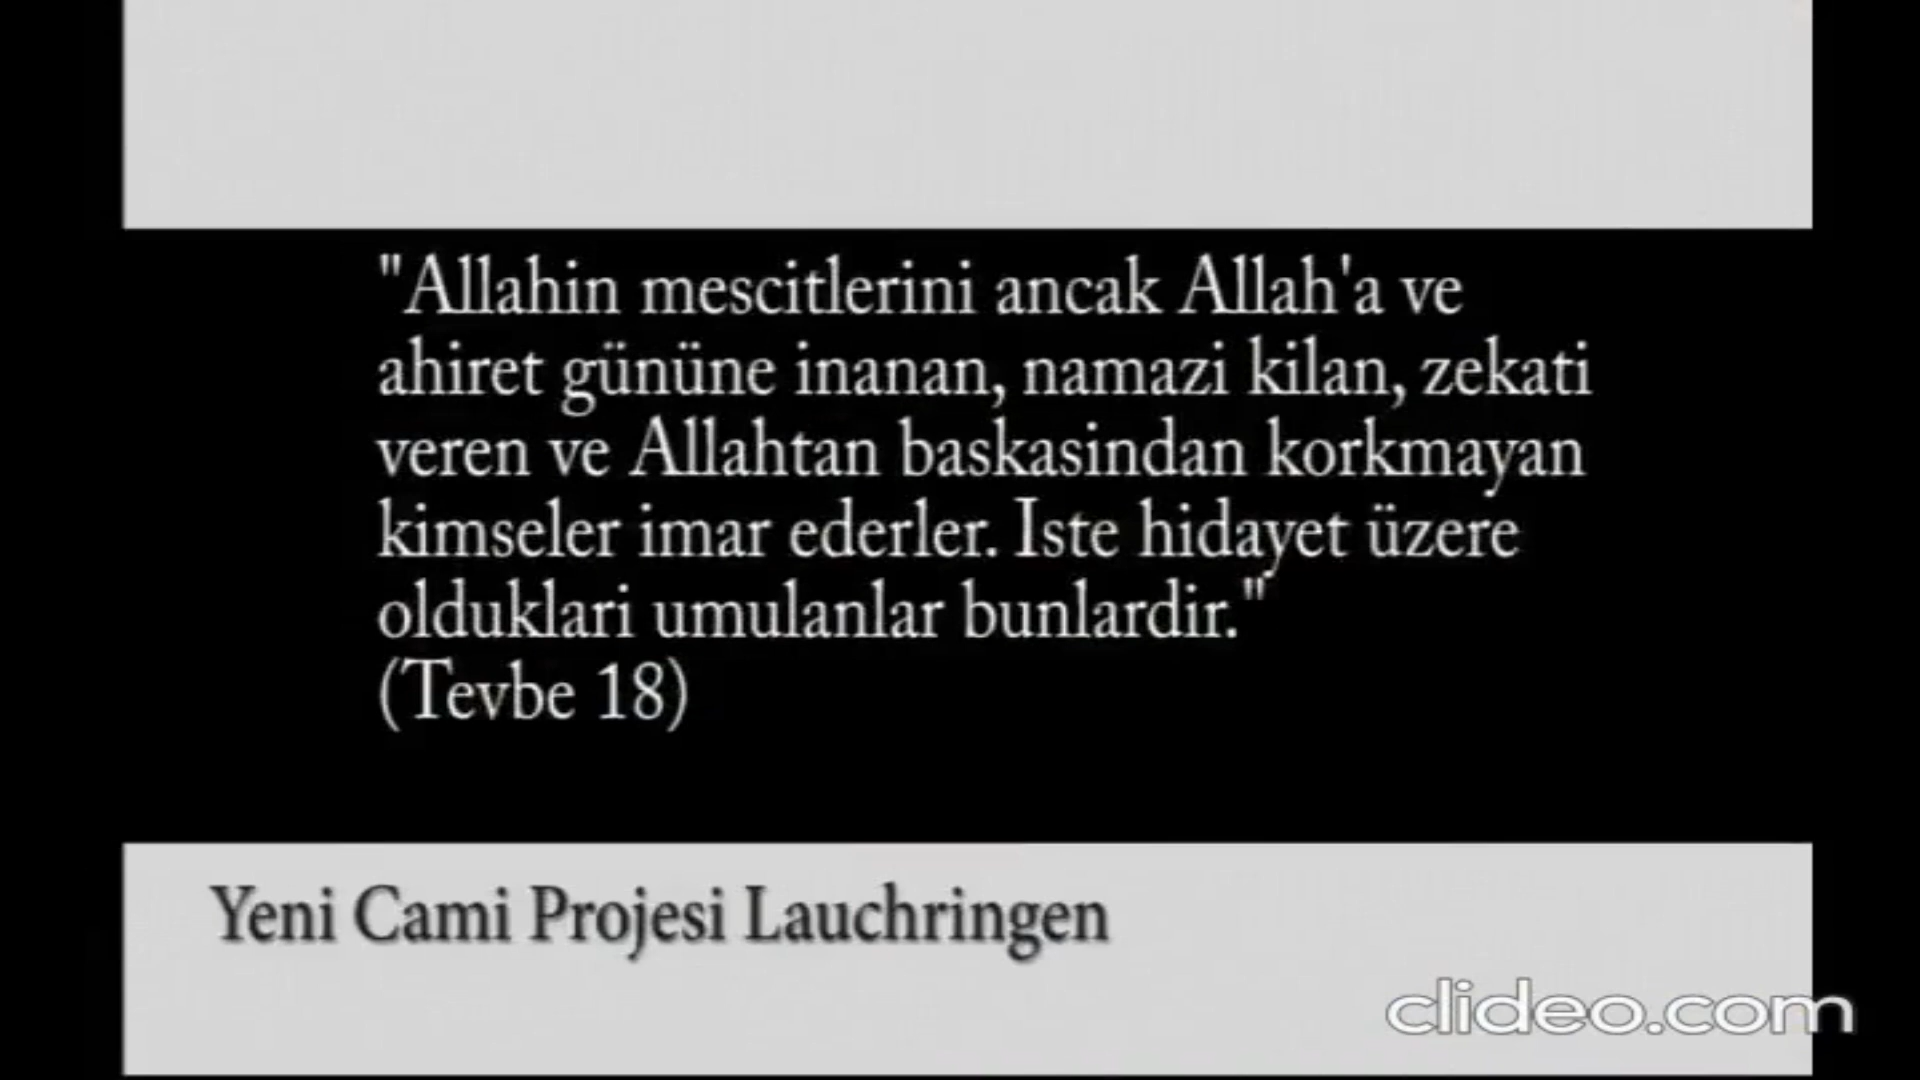 "Allahin mescitlerini ancak Allah'a ve
ahiret gününe inanan, namazi kilan, zekati
veren ve Allahtan baskasindan korkmayan
kimseler imar ederler. Iste hidayet üzere
olduklari umulanlar bunlardir."
(Tevbe 18)
Yeni Cami Projesi Lauchringen
clideo.com